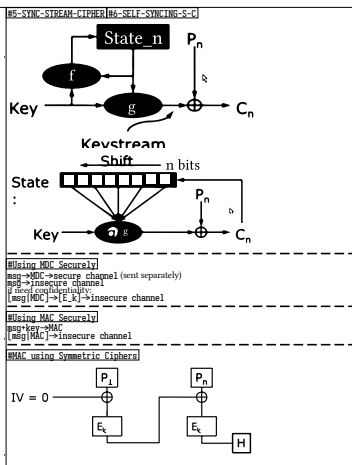 #5-SYNC-STREAM-CIPHER #6-SELF-SYNCING-S-C
State_n
P_n
f
Key
g
C_n
Keystream
Shift
n bits
State
:
P_n
Key
g
C_n
#Using MDC Securely
msg→MDC→secure channel (sent separately)
msg→insecure channel
if need confidentiality:
[msg|MDC]→[E_k]→insecure channel
#Using MAC Securely
msg+key→MAC
[msg|MAC]→insecure channel
#MAC using Symmetric Ciphers
P_1
P_n
IV = 0
E_k
E_k
H